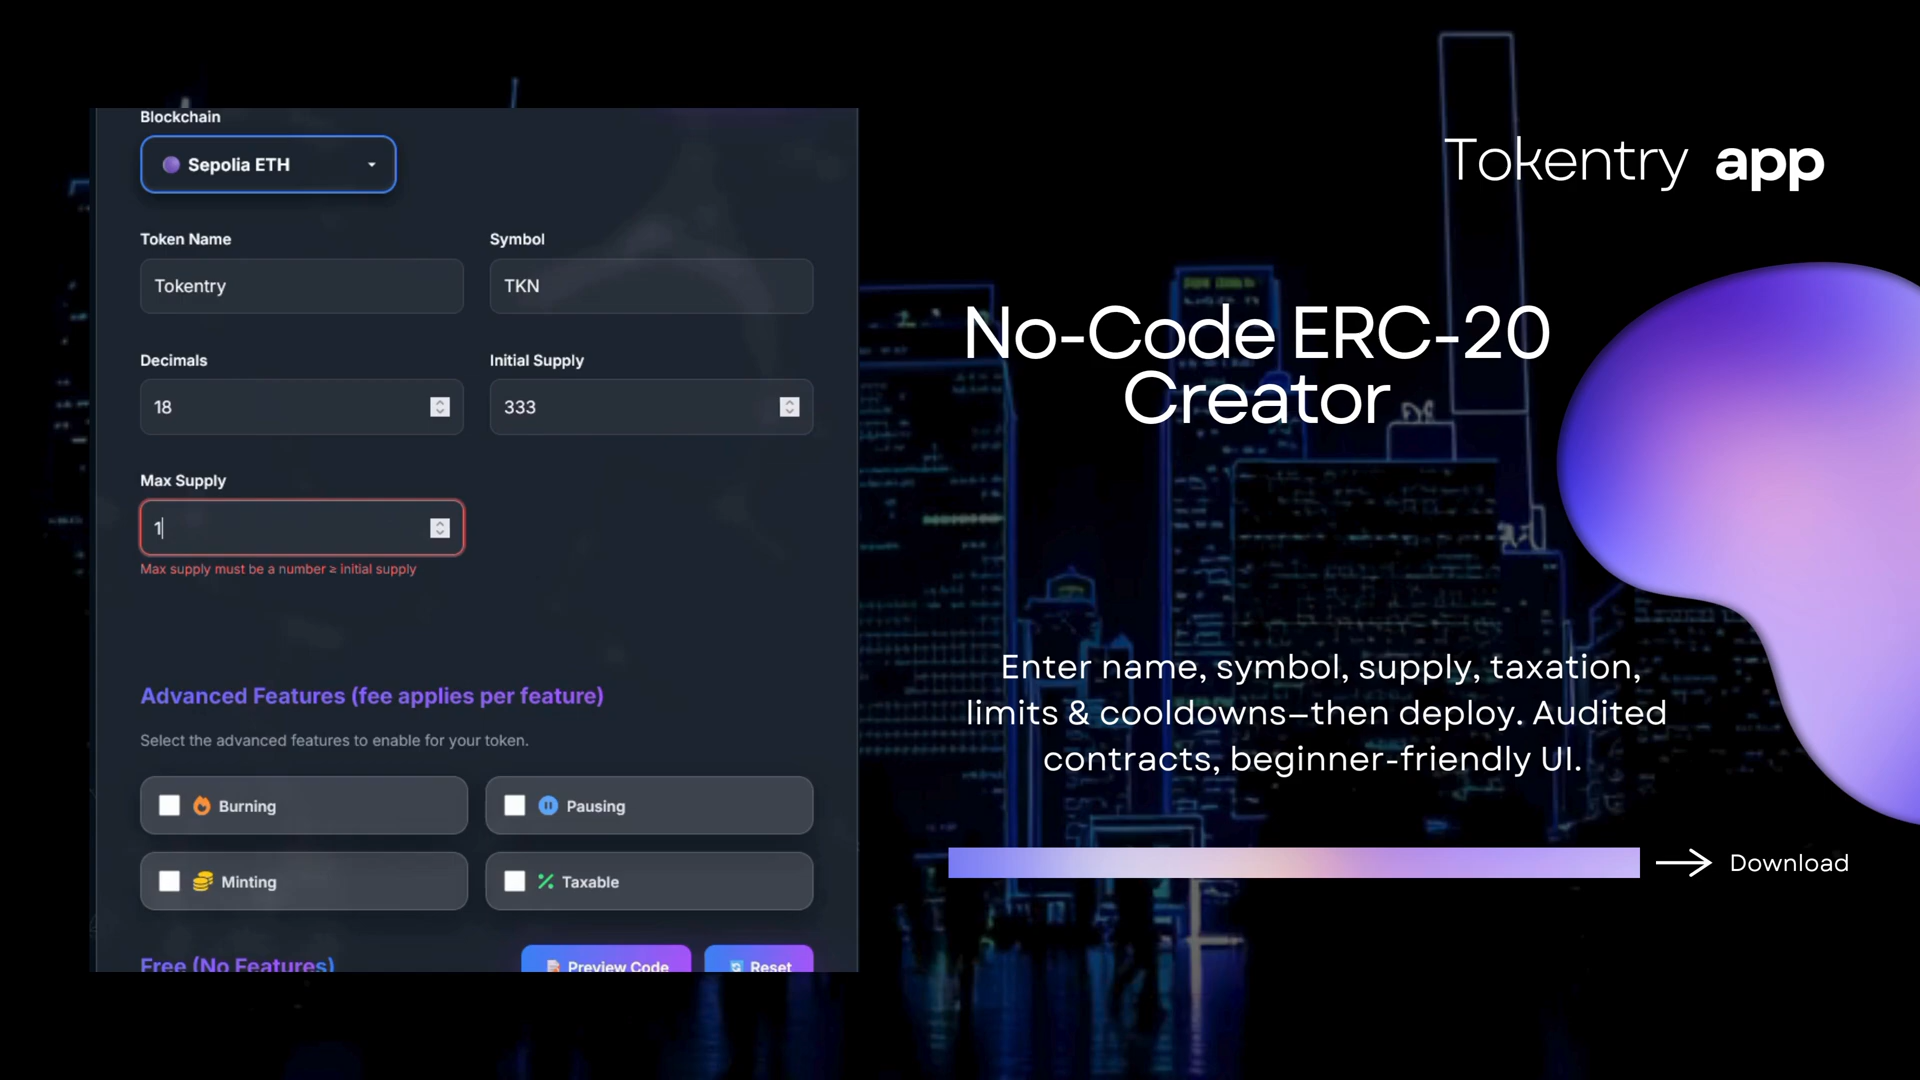 Blockchain
Sepolia ETH
Token Name
Symbol
Tokentry
TKN
Decimals
Initial Supply
18
333
Max Supply
1
Max supply must be a number ≥ initial supply
Advanced Features (fee applies per feature)
Select the advanced features to enable for your token.
Burning
Pausing
Minting
Taxable
Free (No Features)
Preview Code
Reset
Tokentry app
No-Code ERC-20
Creator
Enter name, symbol, supply, taxation,
limits & cooldowns—then deploy. Audited
contracts, beginner-friendly UI.
Download